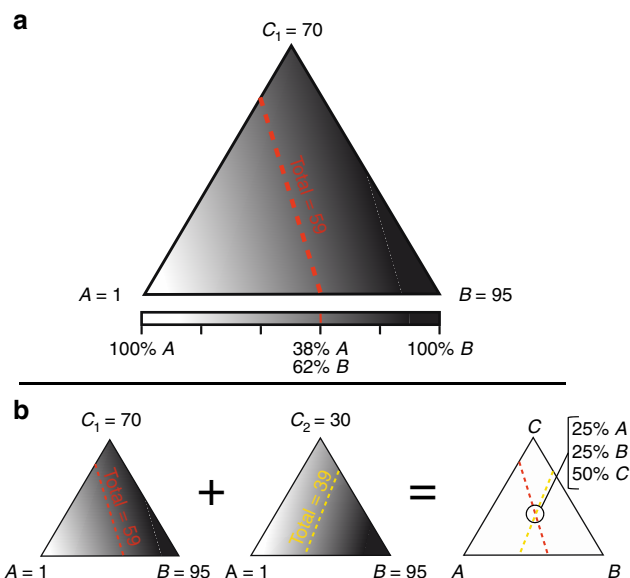 a
C₁ = 70
Total = 59
A = 1
B = 95
100% A
38% A
100% B
62% B
b
C₁ = 70
C₂ = 30
C
25% A
25% B
50% C
Total = 59
+
Total = 39
=
A = 1
B = 95
A = 1
B = 95
A
B